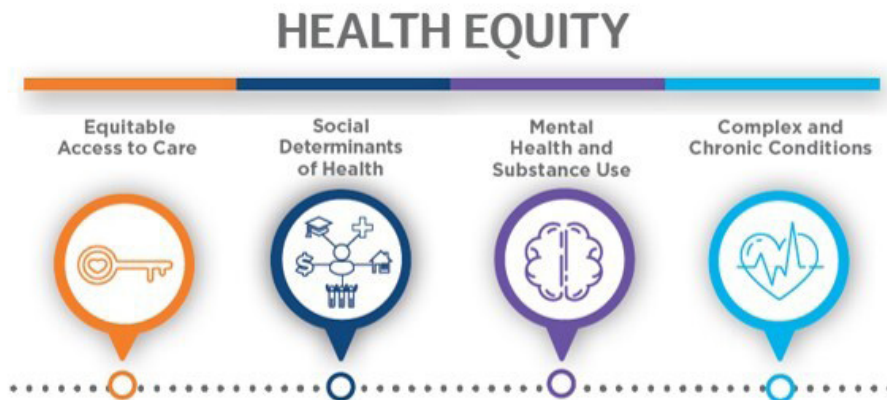 HEALTH EQUITY
Equitable
Access to Care
Social
Determinants
of Health
Mental
Health and
Substance Use
Complex and
Chronic Conditions
$